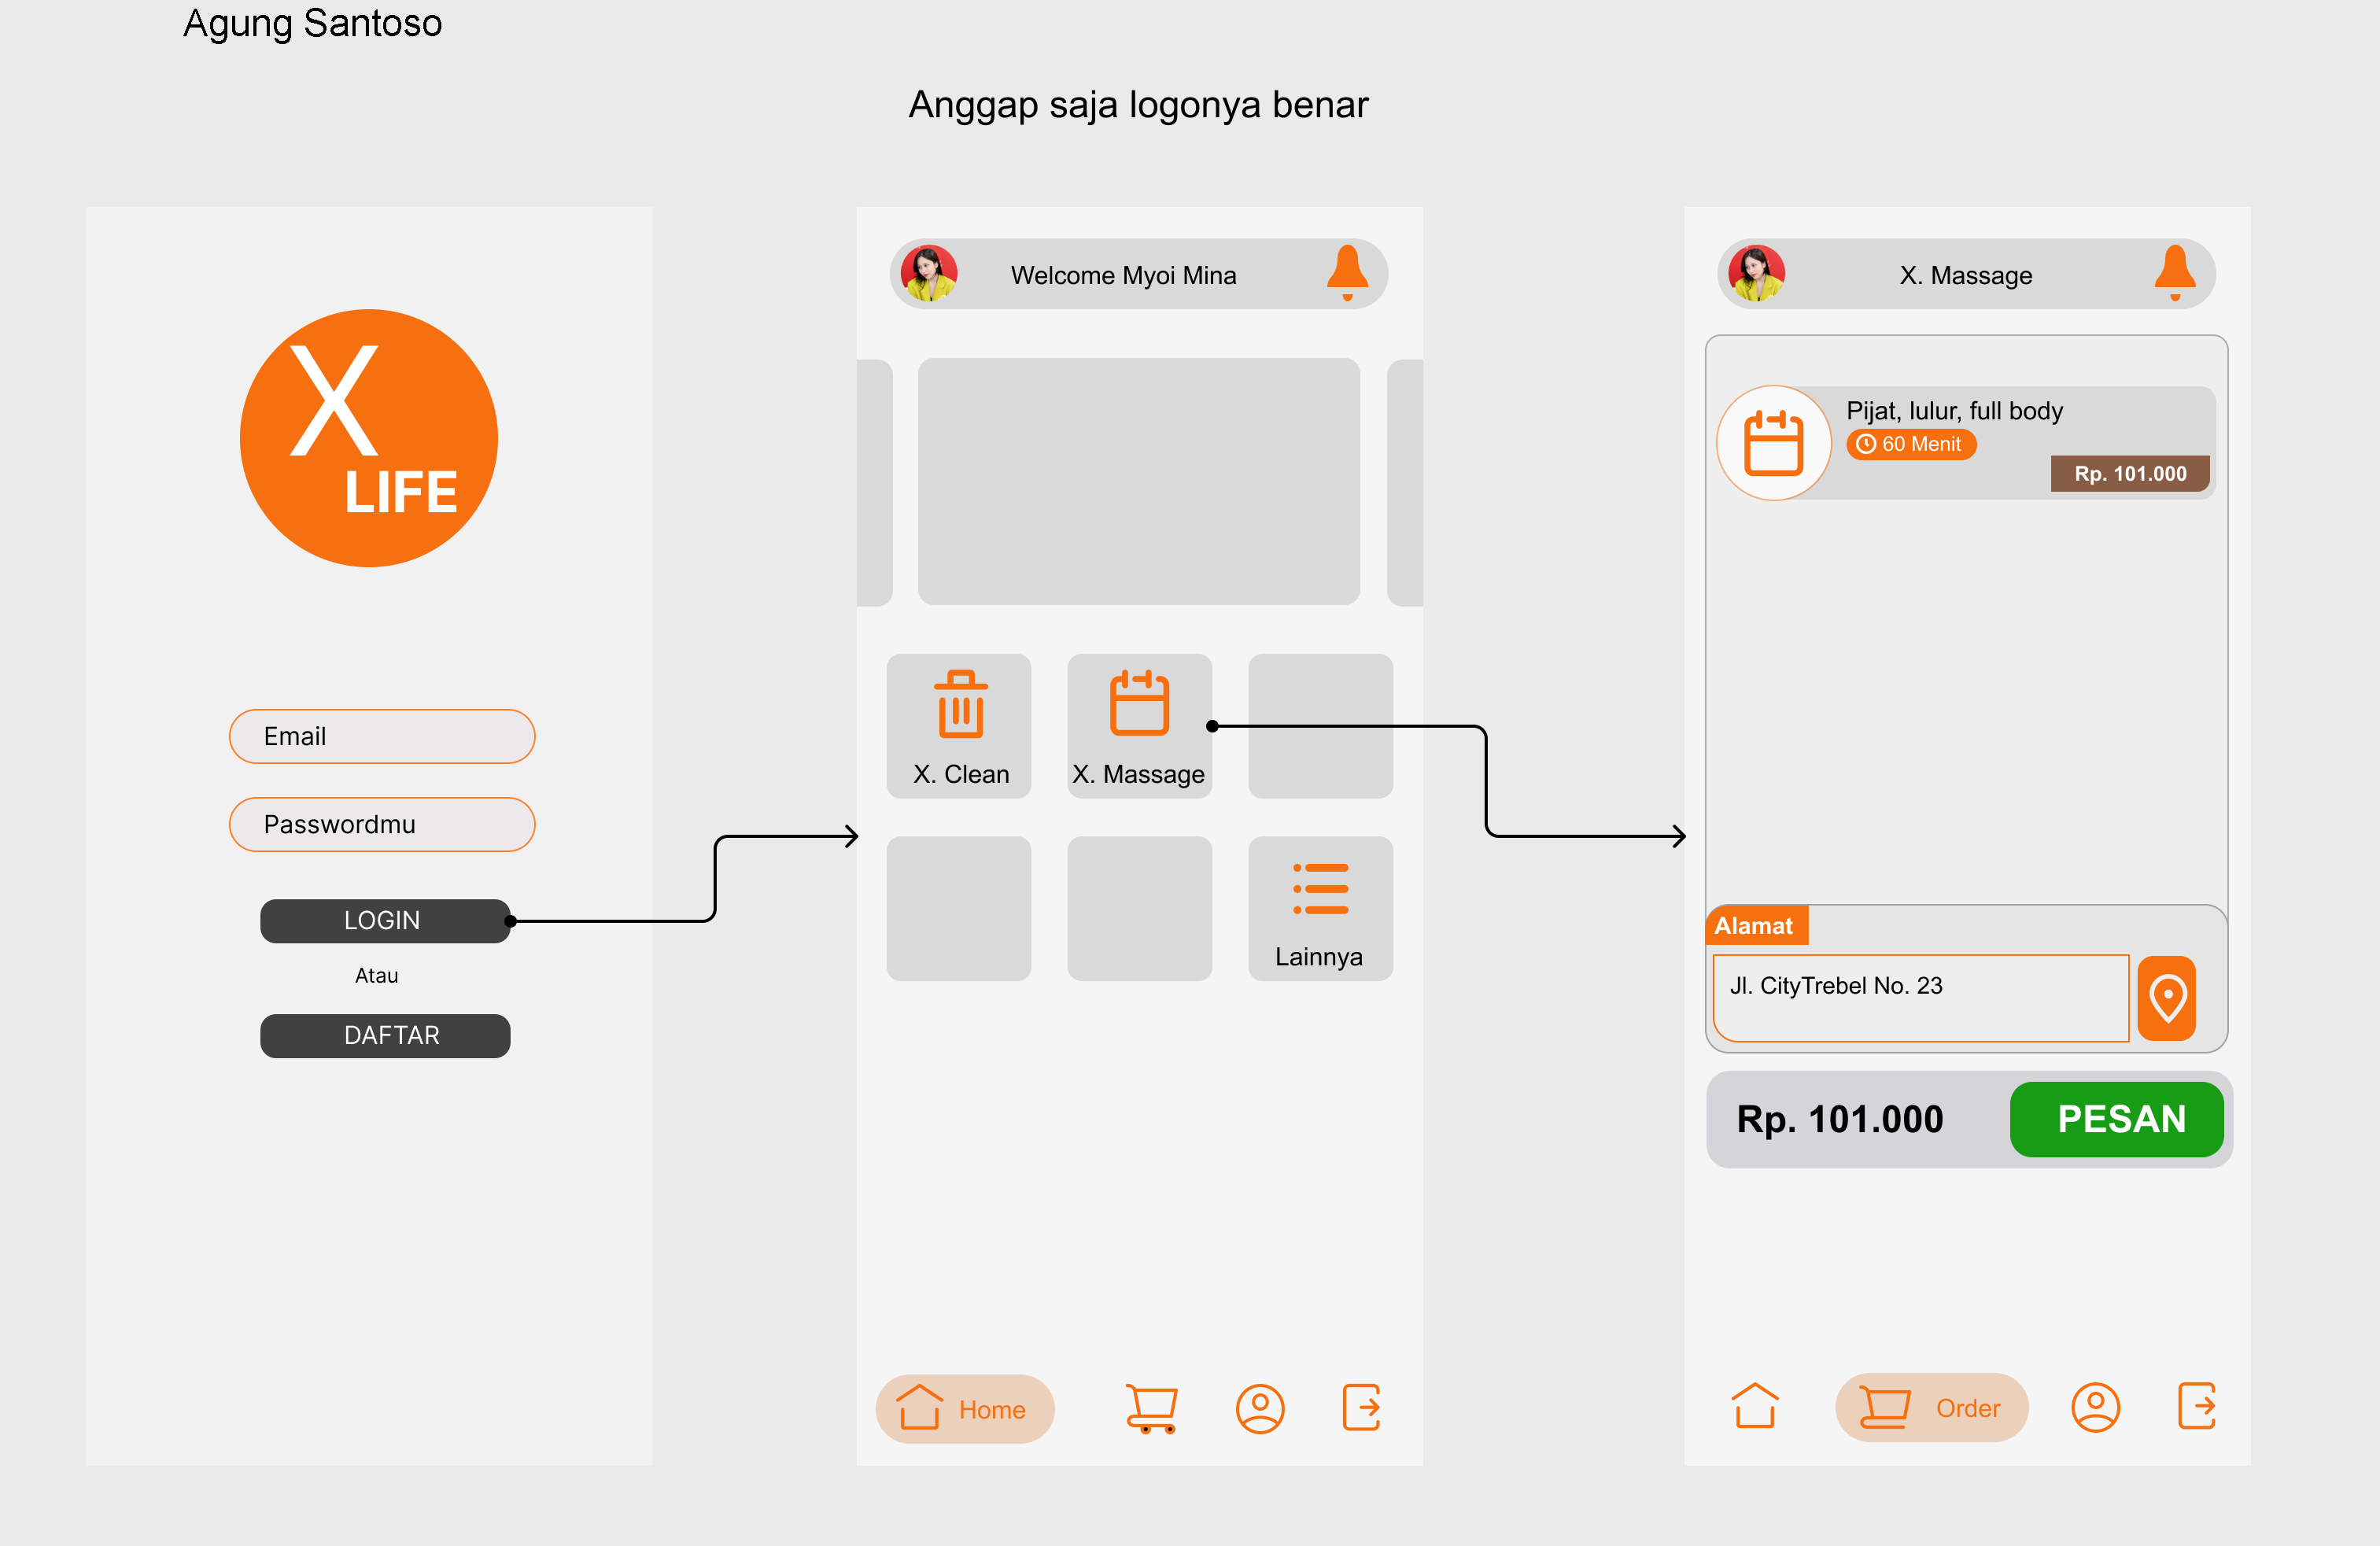 Agung Santoso
Anggap saja logonya benar
X
LIFE
Email
Passwordmu
LOGIN
Atau
DAFTAR
Welcome Myoi Mina
X. Clean
X. Massage
Lainnya
Home
X. Massage
Pijat, lulur, full body
60 Menit
Rp. 101.000
Alamat
Jl. CityTrebel No. 23
Rp. 101.000
PESAN
Order